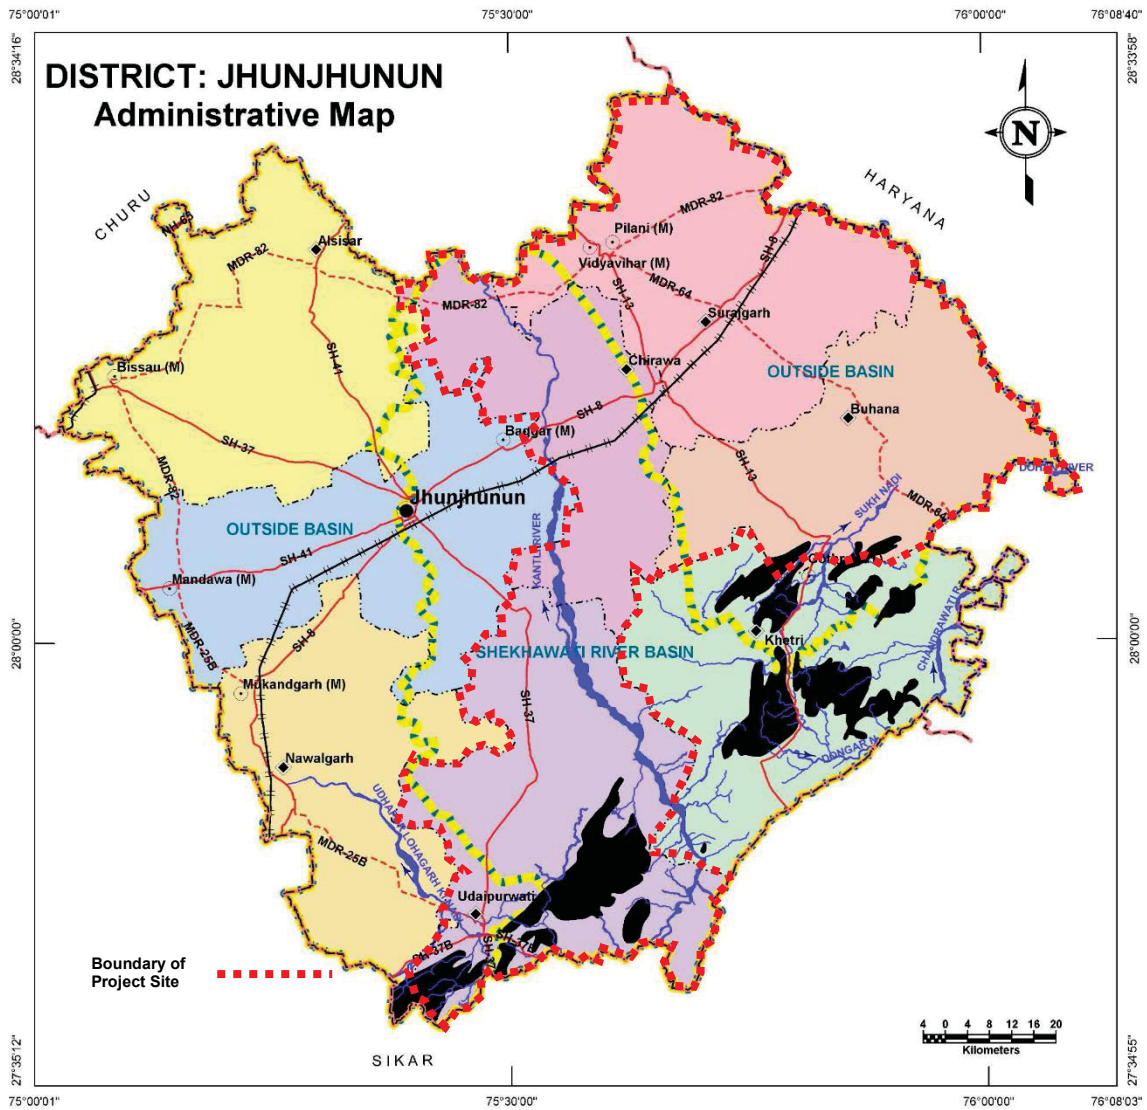 75°00'01"
75°30'00"
76°00'00"
76°08'40"
28°34'16"
28°33'58"
DISTRICT: JHUNJHUNUN
Administrative Map
N
CHURU
HARYANA
NH-65
Alsisar
MDR-82
MDR-82
Pilani (M)
Vidyavihar (M)
SH-8
MDR-64
SH-13
MDR-82
Surajgarh
SH-41
Bissau (M)
Chirawa
OUTSIDE BASIN
SH-8
Buhana
Baggar (M)
SH-37
MDR-82
SH-13
SUKH NADI
MDR-64
Jhunjhunun
OUTSIDE BASIN
SH-41
KANTLI RIVER
Mandawa (M)
28°00'00"
28°00'00"
MDR-25B
SH-8
SHEKHAWATI RIVER BASIN
Khetri
CHANDRAWATI R.
Mukandgarh (M)
SH-37
DONGAR N.
Nawalgarh
MDR-25B
Udaipurwati
SH-37B
SH-37B
SH-37
Boundary of
Project Site
4 0 4 8 12 16 20
Kilometers
SIKAR
27°35'12"
27°34'55"
75°00'01"
75°30'00"
76°00'00"
76°08'03"